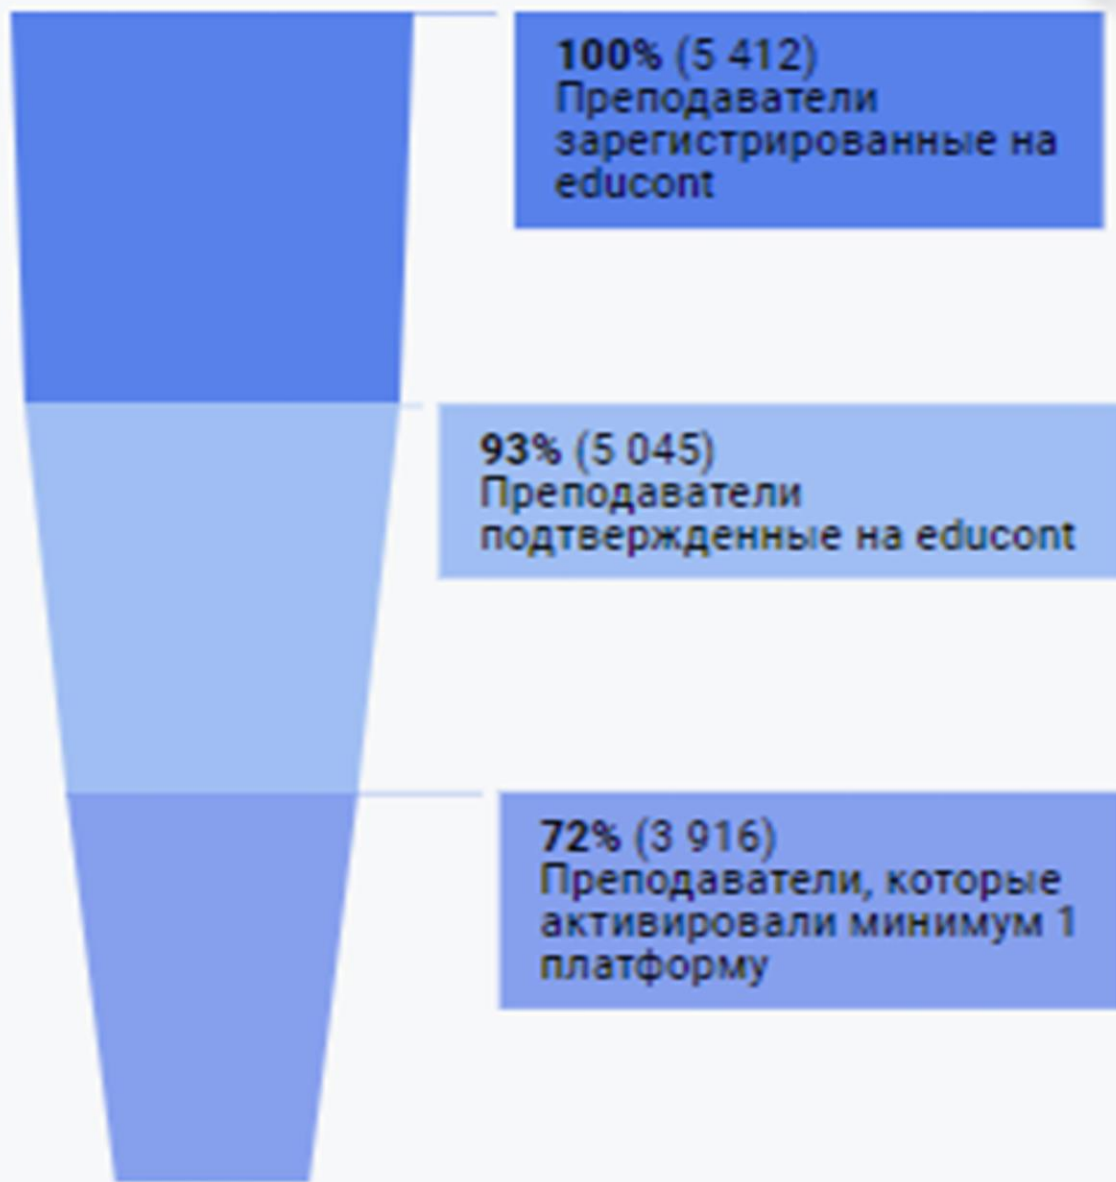 100% (5 412)
Преподаватели
зарегистрированные на
educont
93% (5 045)
Преподаватели
подтвержденные на educont
72% (3 916)
Преподаватели, которые
активировали минимум 1
платформу